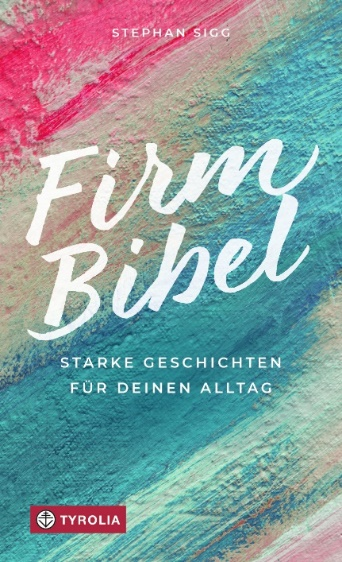 STEPHAN SIGG
Firm
Bibel
STARKE GESCHICHTEN
FÜR DEINEN ALLTAG
TYROLIA